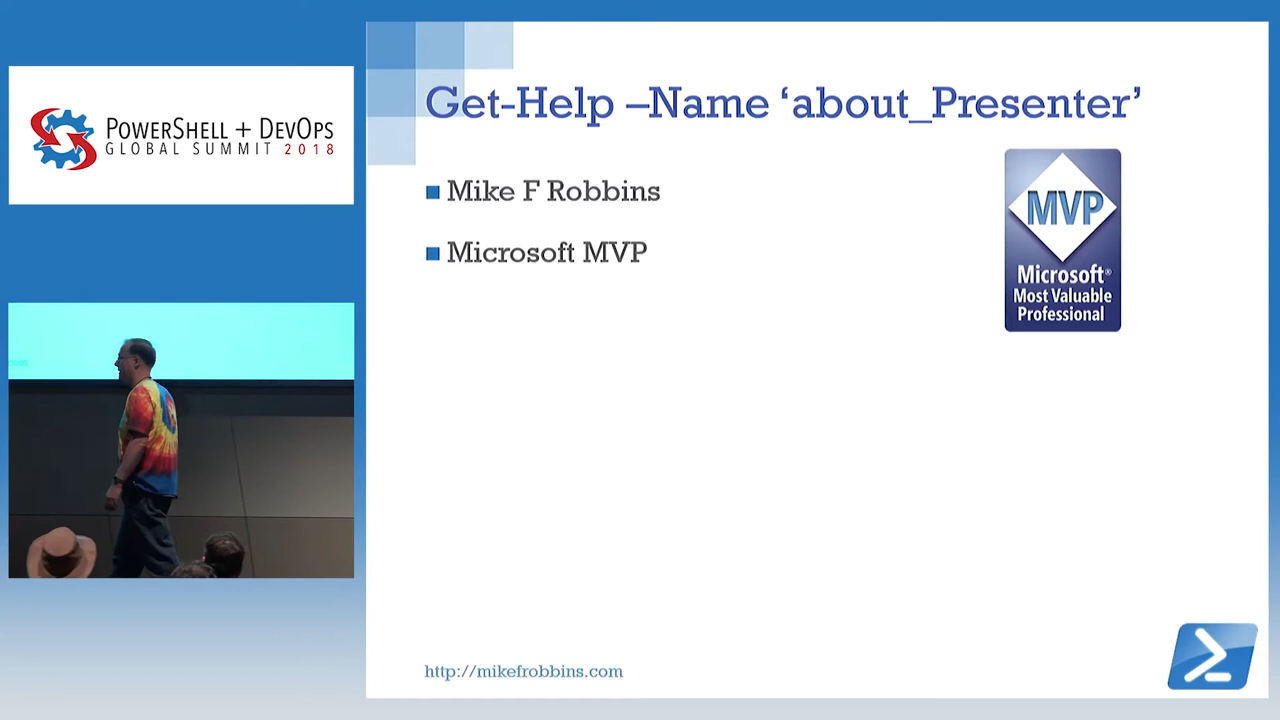 PowerShell + DevOps
GLOBAL SUMMIT 2018
Get-Help –Name ‘about_Presenter’
Mike F Robbins
Microsoft MVP
MVP
Microsoft®
Most Valuable
Professional
http://mikefrobbins.com